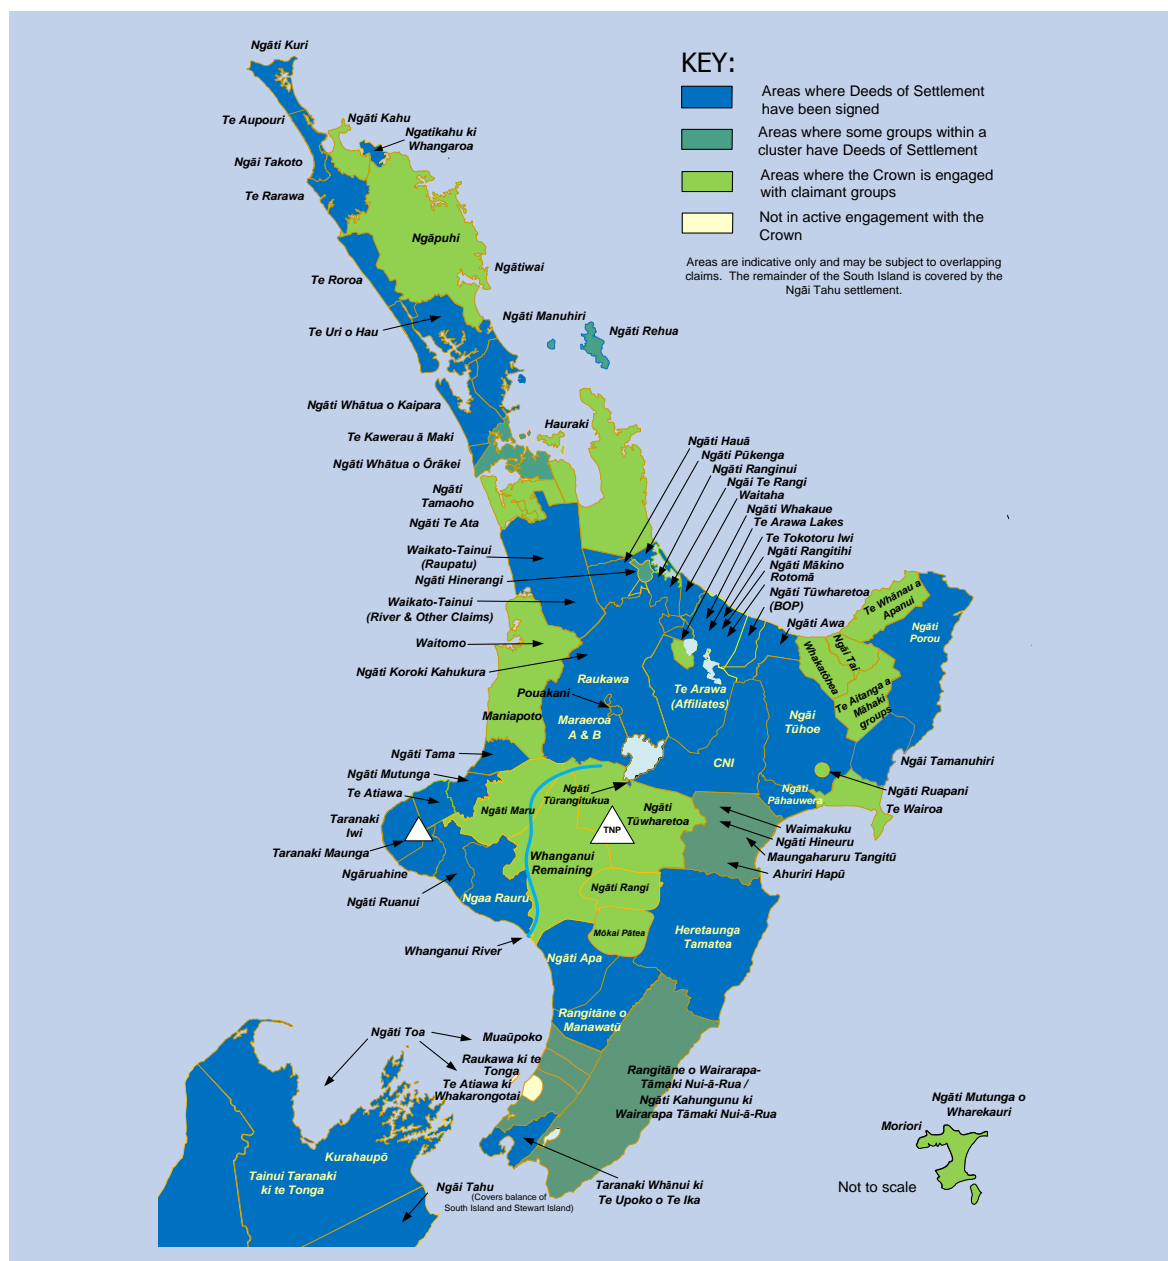 KEY:
Areas where Deeds of Settlement
have been signed
Areas where some groups within a
cluster have Deeds of Settlement
Areas where the Crown is engaged
with claimant groups
Not in active engagement with the
Crown
Areas are indicative only and may be subject to overlapping
claims.  The remainder of the South Island is covered by the
Ngāi Tahu settlement.
Ngāti Kuri
Te Aupouri
Ngāti Kahu
Ngatikahu ki
Whangaroa
Ngāi Takoto
Te Rarawa
Ngāpuhi
Ngātiwai
Te Roroa
Te Uri o Hau
Ngāti Manuhiri
Ngāti Rehua
Ngāti Whātua o Kaipara
Hauraki
Te Kawerau ā Maki
Ngāti Whātua o Ōrākei
Ngāti
Tamaoho
Ngāti Te Ata
Ngāti Hauā
Ngāti Pūkenga
Ngāti Ranginui
Ngāi Te Rangi
Waitaha
Ngāti Whakaue
Te Arawa Lakes
Te Tokotoru Iwi
Ngāti Rangitihi
Ngāti Mākino
Rotomā
Ngāti Tūwharetoa
(BOP)
Ngāti Awa
Waikato-Tainui
(Raupatu)
Ngāti Hinerangi
Waikato-Tainui
(River & Other Claims)
Waitomo
Ngāti Koroki Kahukura
Te Whānau a
Apanui
Ngāti
Porou
Ngāi Tai
Whakatōhea
Te Aitanga a
Māhaki
groups
Raukawa
Pouakani
Te Arawa
(Affiliates)
Maniapoto
Maraeroa
A & B
Ngāi
Tūhoe
CNI
Ngāi Tamanuhiri
Ngāti Ruapani
Te Wairoa
Ngāti
Pāhauwera
Ngāti Tama
Ngāti Mutunga
Te Atiawa
Taranaki
Iwi
Taranaki Maunga
Ngāruahine
Ngāti Ruanui
Ngāti Maru
Ngāti
Tūrangitukua
Ngāti
Tūwharetoa
TNP
Waimakuku
Ngāti Hineuru
Maungaharuru Tangitū
Ahuriri Hapū
Whanganui
Remaining
Ngaa Rauru
Ngāti Rangi
Whanganui River
Mōkai Pātea
Heretaunga
Tamatea
Ngāti Apa
Rangitāne o
Manawatū
Ngāti Toa
Muaūpoko
Raukawa ki te
Tonga
Te Atiawa ki
Whakarongotai
Rangitāne o Wairarapa-
Tāmaki Nui-ā-Rua /
Ngāti Kahungunu ki
Wairarapa Tāmaki Nui-ā-Rua
Ngāti Mutunga o
Wharekauri
Moriori
Not to scale
Kurahaupō
Tainui Taranaki
ki te Tonga
Ngāi Tahu
(Covers balance of
South Island and Stewart Island)
Taranaki Whānui ki
Te Upoko o Te Ika